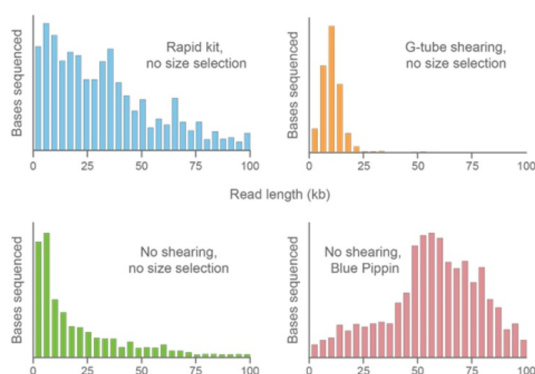 Bases sequenced
Rapid kit,
no size selection
0 25 50 75 100
Bases sequenced
G-tube shearing,
no size selection
0 25 50 75 100
Read length (kb)
Bases sequenced
No shearing,
no size selection
0 25 50 75 100
Bases sequenced
No shearing,
Blue Pippin
0 25 50 75 100